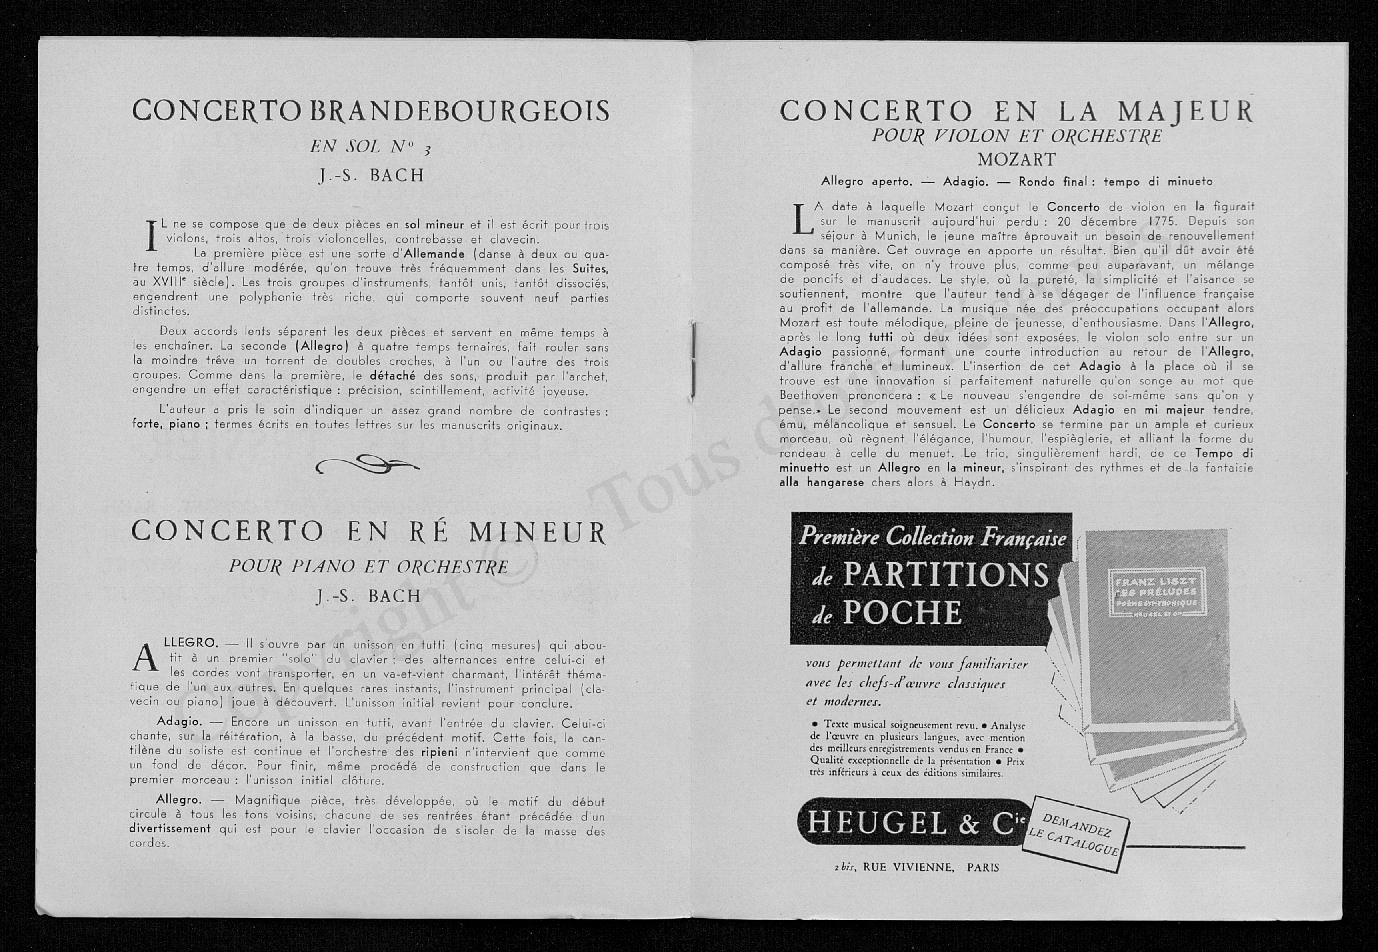 CONCERTO BRANDEBOURGEOIS
EN SOL Nº 3
J.-S. BACH
IL ne se compose que de deux pièces en sol mineur et il est écrit pour trois
violons, trois altos, trois violoncelles, contrebasse et clavecin.
La première pièce est une sorte d'Allemande (danse à deux ou qua-
tre temps, d'allure modérée, qu'on trouve très fréquemment dans les Suites,
au XVIIIe siècle). Les trois groupes d'instruments, tantôt unis, tantôt dissociés,
engendrent une polyphonie très riche, qui comporte souvent neuf parties
distinctes.
Deux accords lents séparent les deux pièces et servent en même temps à
les enchaîner. La seconde (Allegro) à quatre temps ternaires, fait rouler sans
la moindre trêve un torrent de doubles croches, à l'un ou l'autre des trois
groupes. Comme dans la première, le détaché des sons, produit par l'archet,
engendre un effet caractéristique : précision, scintillement, activité joyeuse.
L'auteur a pris le soin d'indiquer un assez grand nombre de contrastes :
forte, piano ; termes écrits en toutes lettres sur les manuscrits originaux.
CONCERTO EN RÉ MINEUR
POUR PIANO ET ORCHESTRE
J.-S. BACH
ALLEGRO. — Il s'ouvre par un unisson en tutti (cinq mesures) qui abou-
tit à un premier "solo" du clavier ; des alternances entre celui-ci et
les cordes vont transporter, en un va-et-vient charmant, l'intérêt théma-
tique de l'un aux autres. En quelques rares instants, l'instrument principal (cla-
vecin ou piano) joue à découvert. L'unisson initial revient pour conclure.
Adagio. — Encore un unisson en tutti, avant l'entrée du clavier. Celui-ci
chante, sur la réitération, à la basse, du précédent motif. Cette fois, la can-
tilène du soliste est continue et l'orchestre des ripieni n'intervient que comme
un fond de décor. Pour finir, même procédé de construction que dans le
premier morceau : l'unisson initial clôture.
Allegro. — Magnifique pièce, très développée, où le motif du début
circule à tous les tons voisins, chacune de ses rentrées étant précédée d'un
divertissement qui est pour le clavier l'occasion de s'isoler de la masse des
cordes.
CONCERTO EN LA MAJEUR
POUR VIOLON ET ORCHESTRE
MOZART
Allegro aperto. — Adagio. — Rondo final : tempo di minueto
LA date à laquelle Mozart conçut le Concerto de violon en la figurait
sur le manuscrit aujourd'hui perdu : 20 décembre 1775. Depuis son
séjour à Munich, le jeune maître éprouvait un besoin de renouvellement
dans sa manière. Cet ouvrage en apporte un résultat. Bien qu'il dût avoir été
composé très vite, on n'y trouve plus, comme peu auparavant, un mélange
de poncifs et d'audaces. Le style, où la pureté, la simplicité et l'aisance se
soutiennent, montre que l'auteur tend à se dégager de l'influence française
au profit de l'allemande. La musique née des préoccupations occupant alors
Mozart est toute mélodique, pleine de jeunesse, d'enthousiasme. Dans l'Allegro,
après le long tutti où deux idées sont exposées, le violon solo entre sur un
Adagio passionné, formant une courte introduction au retour de l'Allegro,
d'allure franche et lumineux. L'insertion de cet Adagio à la place où il se
trouve est une innovation si parfaitement naturelle qu'on songe au mot que
Beethoven prononcera : « Le nouveau s'engendre de soi-même sans qu'on y
pense.» Le second mouvement est un délicieux Adagio en mi majeur tendre,
ému, mélancolique et sensuel. Le Concerto se termine par un ample et curieux
morceau, où règnent l'élégance, l'humour, l'espièglerie, et alliant la forme du
rondeau à celle du menuet. Le trio, singulièrement hardi, de ce Tempo di
minuetto est un Allegro en la mineur, s'inspirant des rythmes et de la fantaisie
alla hangarese chers alors à Haydn.
Première Collection Française
de PARTITIONS
de POCHE
FRANZ LISZT
LES PRÉLUDES
POÈME SYMPHONIQUE
HEUGEL ET Cie
vous permettant de vous familiariser
avec les chefs-d'œuvre classiques
et modernes.
• Texte musical soigneusement revu. • Analyse
de l'œuvre en plusieurs langues, avec mention
des meilleurs enregistrements vendus en France •
Qualité exceptionnelle de la présentation • Prix
très inférieurs à ceux des éditions similaires.
HEUGEL & Cie
DEMANDEZ
LE CATALOGUE
2 bis, RUE VIVIENNE, PARIS